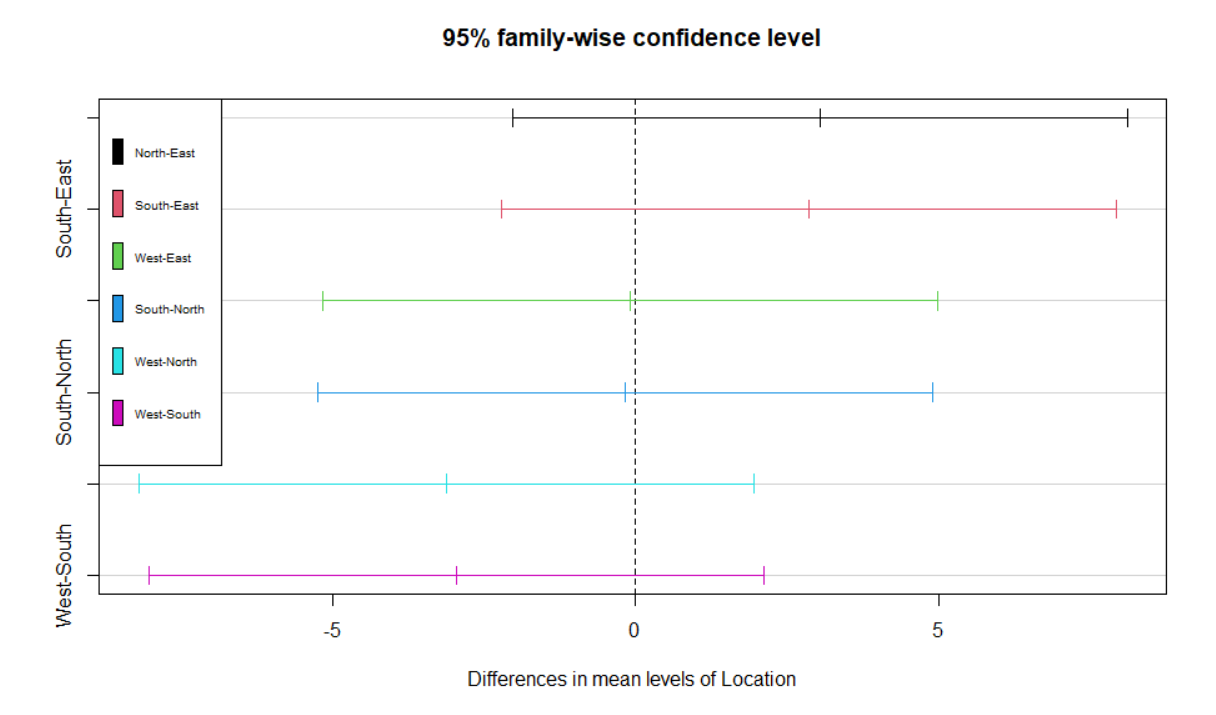 95% family-wise confidence level
South-East
South-North
West-South
North-East
South-East
West-East
South-North
West-North
West-South
-5 0 5
Differences in mean levels of Location